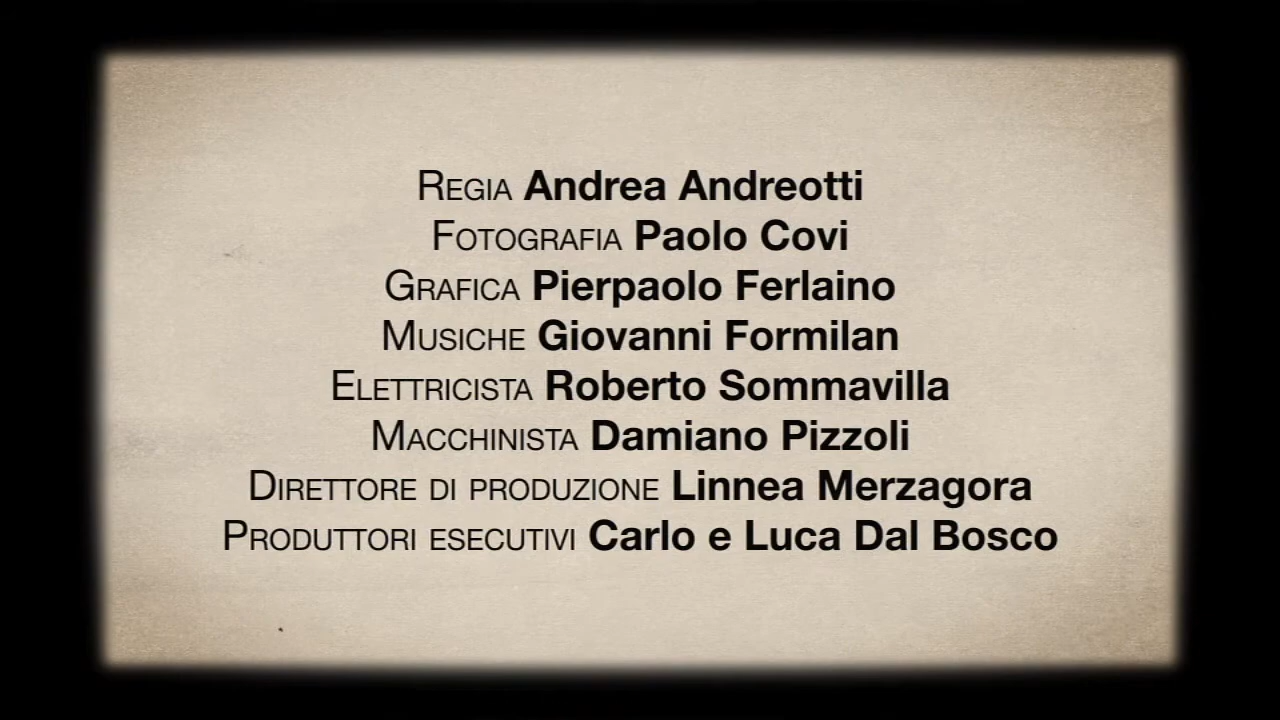 Regia Andrea Andreotti
Fotografia Paolo Covi
Grafica Pierpaolo Ferlaino
Musiche Giovanni Formilan
Elettricista Roberto Sommavilla
Macchinista Damiano Pizzoli
Direttore di produzione Linnea Merzagora
Produttori esecutivi Carlo e Luca Dal Bosco